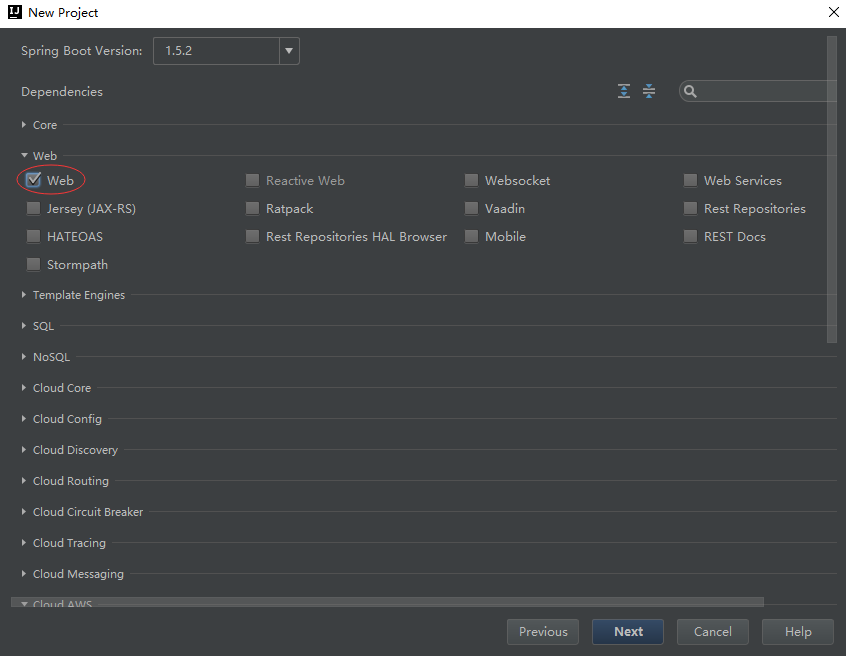 IJ New Project
Spring Boot Version: 1.5.2
Dependencies
Core
Web
Web Reactive Web Websocket Web Services
Jersey (JAX-RS) Ratpack Vaadin Rest Repositories
HATEOAS Rest Repositories HAL Browser Mobile REST Docs
Stormpath
Template Engines
SQL
NoSQL
Cloud Core
Cloud Config
Cloud Discovery
Cloud Routing
Cloud Circuit Breaker
Cloud Tracing
Cloud Messaging
Cloud AWS
Previous Next Cancel Help